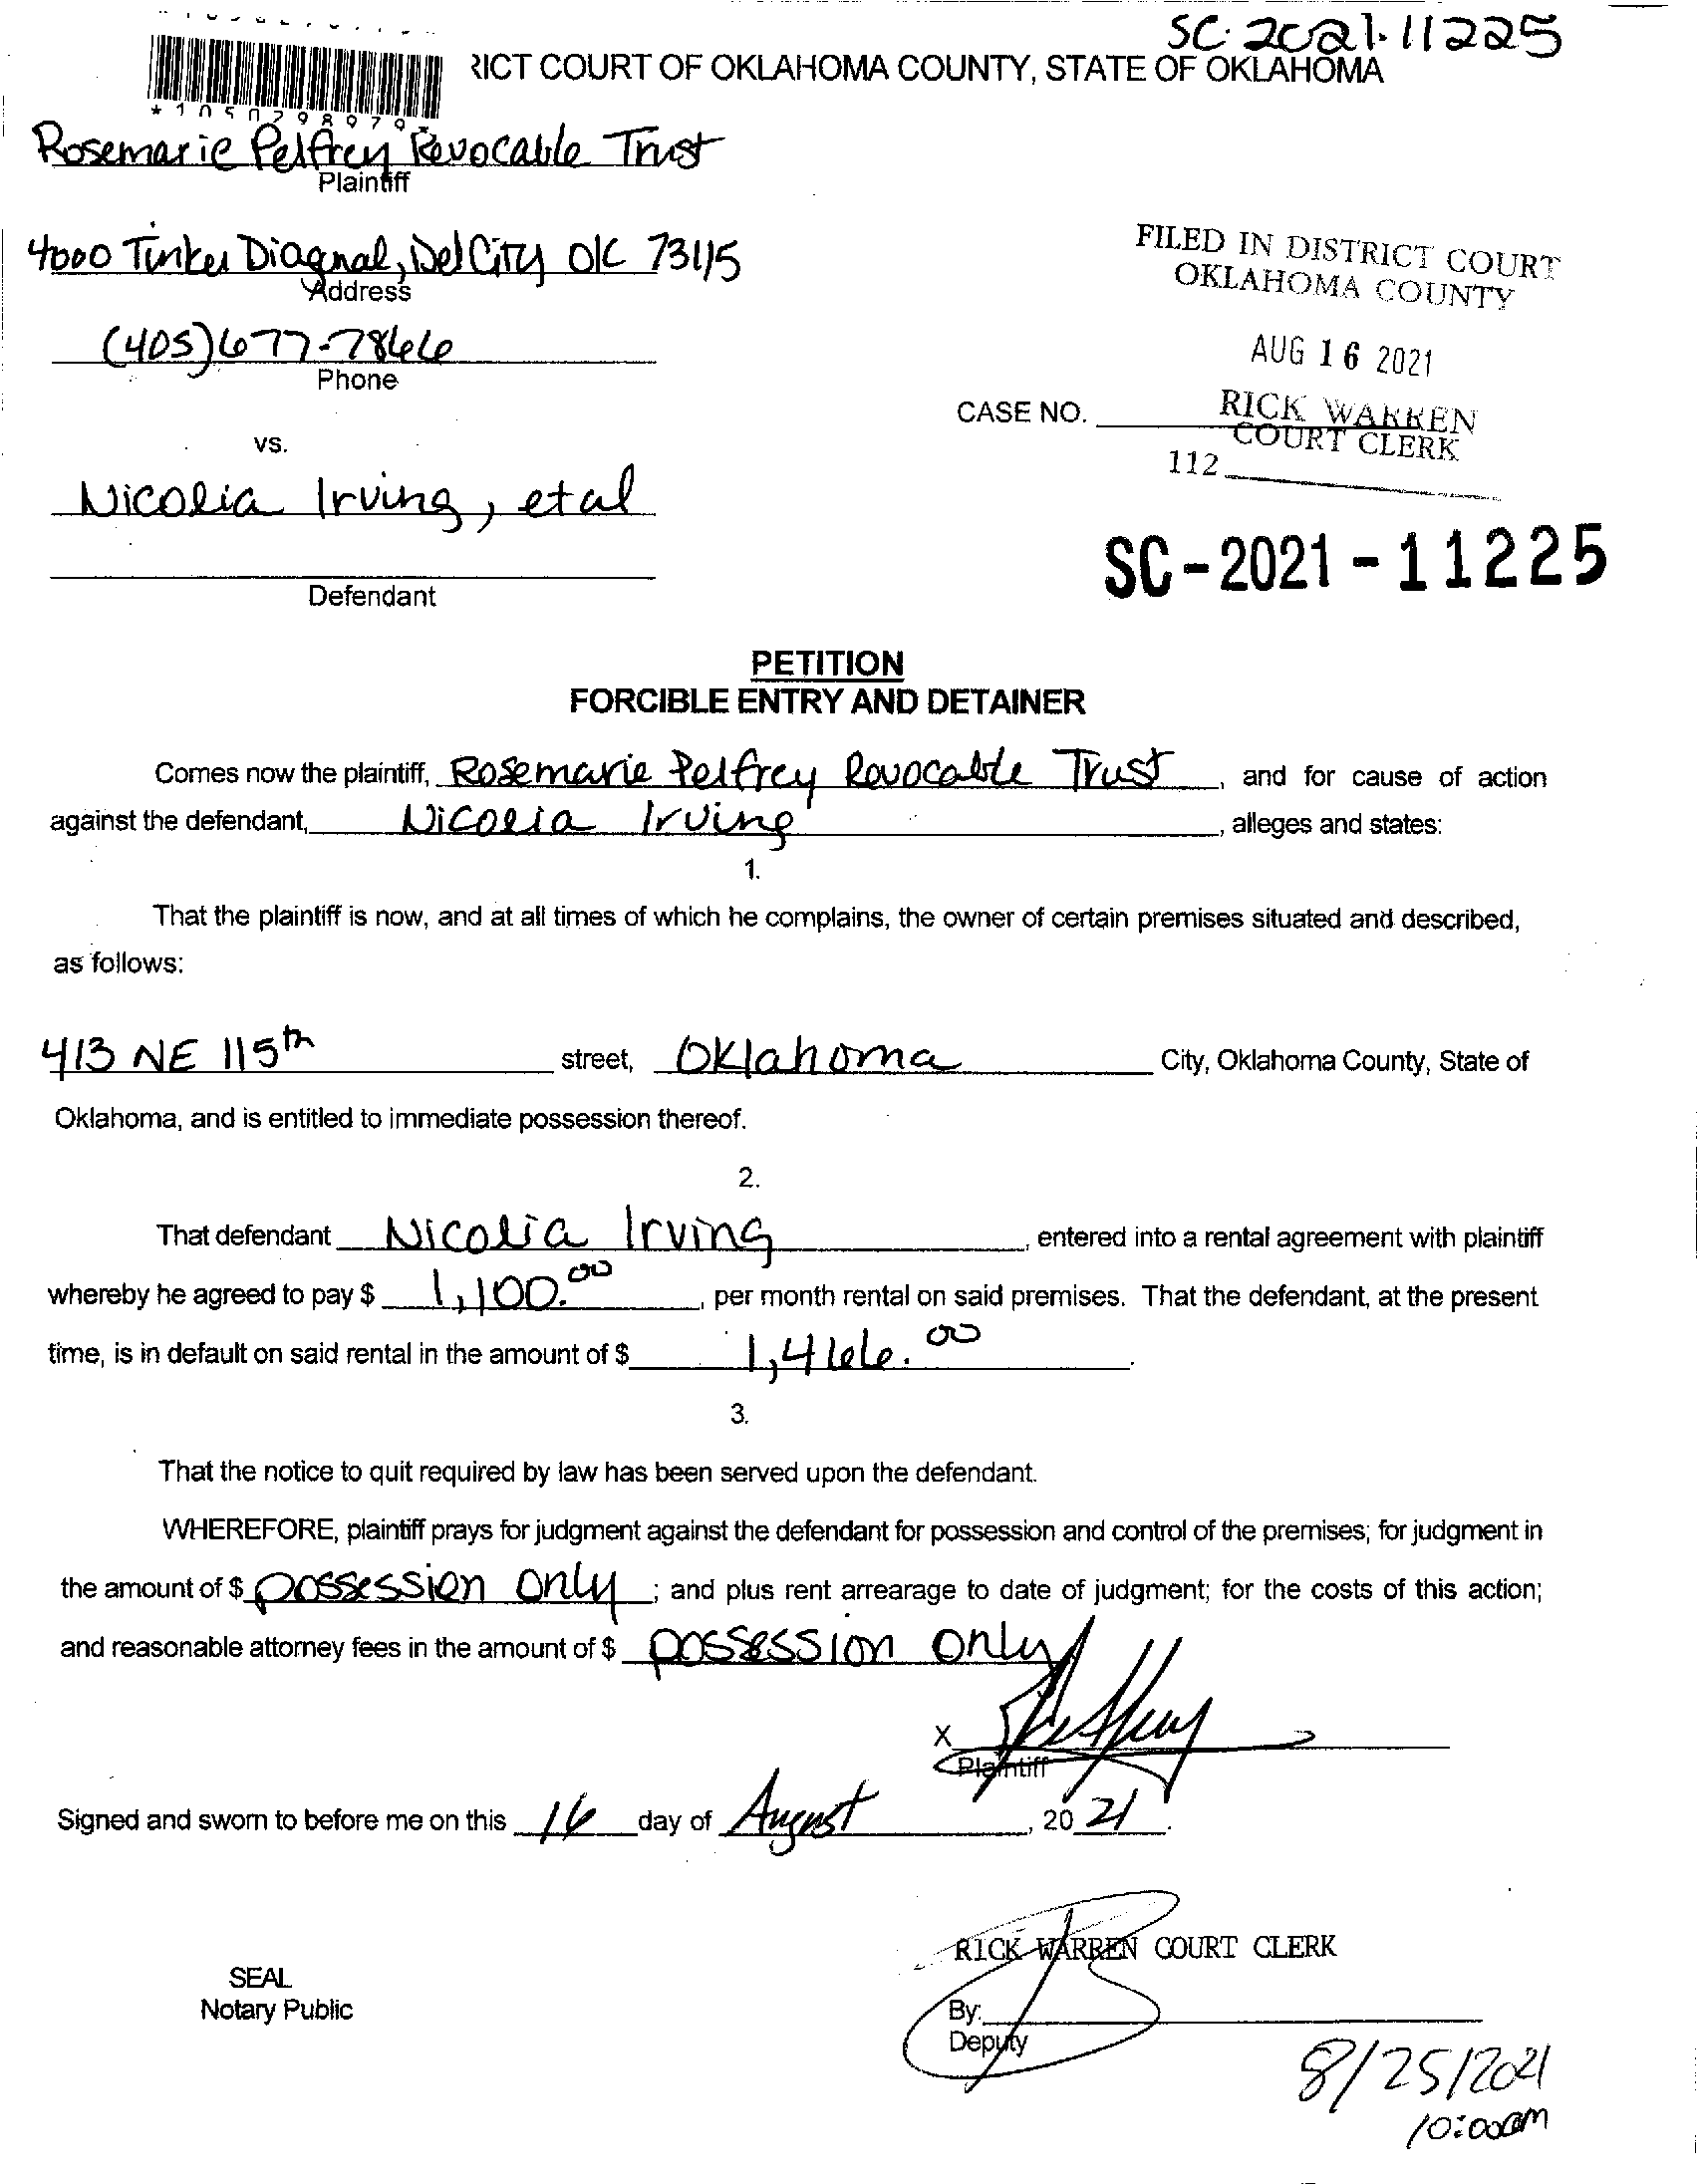 SC-2021-11225
RICT COURT OF OKLAHOMA COUNTY, STATE OF OKLAHOMA
* 1 0 5 0 2 9 8 9 7 9 *
Rosemarie Pelfrey Revocable Trust
Plaintiff
4000 Tinker Diagnal, Del City OK 73115
Address
FILED IN DISTRICT COURT
OKLAHOMA COUNTY
(405)677-7866
Phone
AUG 16 2021
CASE NO.
RICK WARREN
COURT CLERK
vs.
112
Nicolia Irving, et al
SC-2021-11225
Defendant
PETITION
FORCIBLE ENTRY AND DETAINER
Comes now the plaintiff, Rosemarie Pelfrey Revocable Trust, and for cause of action
against the defendant, Nicolia Irving, alleges and states:
1.
That the plaintiff is now, and at all times of which he complains, the owner of certain premises situated and described,
as follows:
413 NE 115th street, Oklahoma City, Oklahoma County, State of
Oklahoma, and is entitled to immediate possession thereof.
2.
That defendant Nicolia Irving, entered into a rental agreement with plaintiff
whereby he agreed to pay $ 1,100.00, per month rental on said premises. That the defendant, at the present
time, is in default on said rental in the amount of $ 1,466.00.
3.
That the notice to quit required by law has been served upon the defendant.
WHEREFORE, plaintiff prays for judgment against the defendant for possession and control of the premises; for judgment in
the amount of $ possession only; and plus rent arrearage to date of judgment; for the costs of this action;
and reasonable attorney fees in the amount of $ possession only
X
Plaintiff
Signed and sworn to before me on this 16 day of August, 2021.
RICK WARREN COURT CLERK
SEAL
Notary Public
By:
Deputy
8/25/2021
10:00am